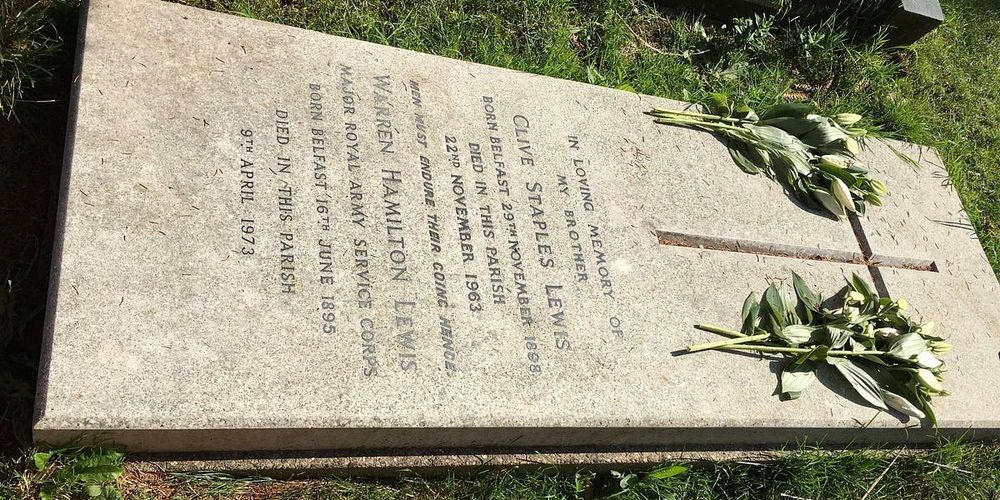 IN LOVING MEMORY OF
MY BROTHER
CLIVE STAPLES LEWIS
BORN BELFAST 29TH NOVEMBER 1898
DIED IN THIS PARISH
22ND NOVEMBER 1963
MEN MUST ENDURE THEIR GOING HENCE
WARREN HAMILTON LEWIS
MAJOR ROYAL ARMY SERVICE CORPS
BORN BELFAST 16TH JUNE 1895
DIED IN THIS PARISH
9TH APRIL 1973